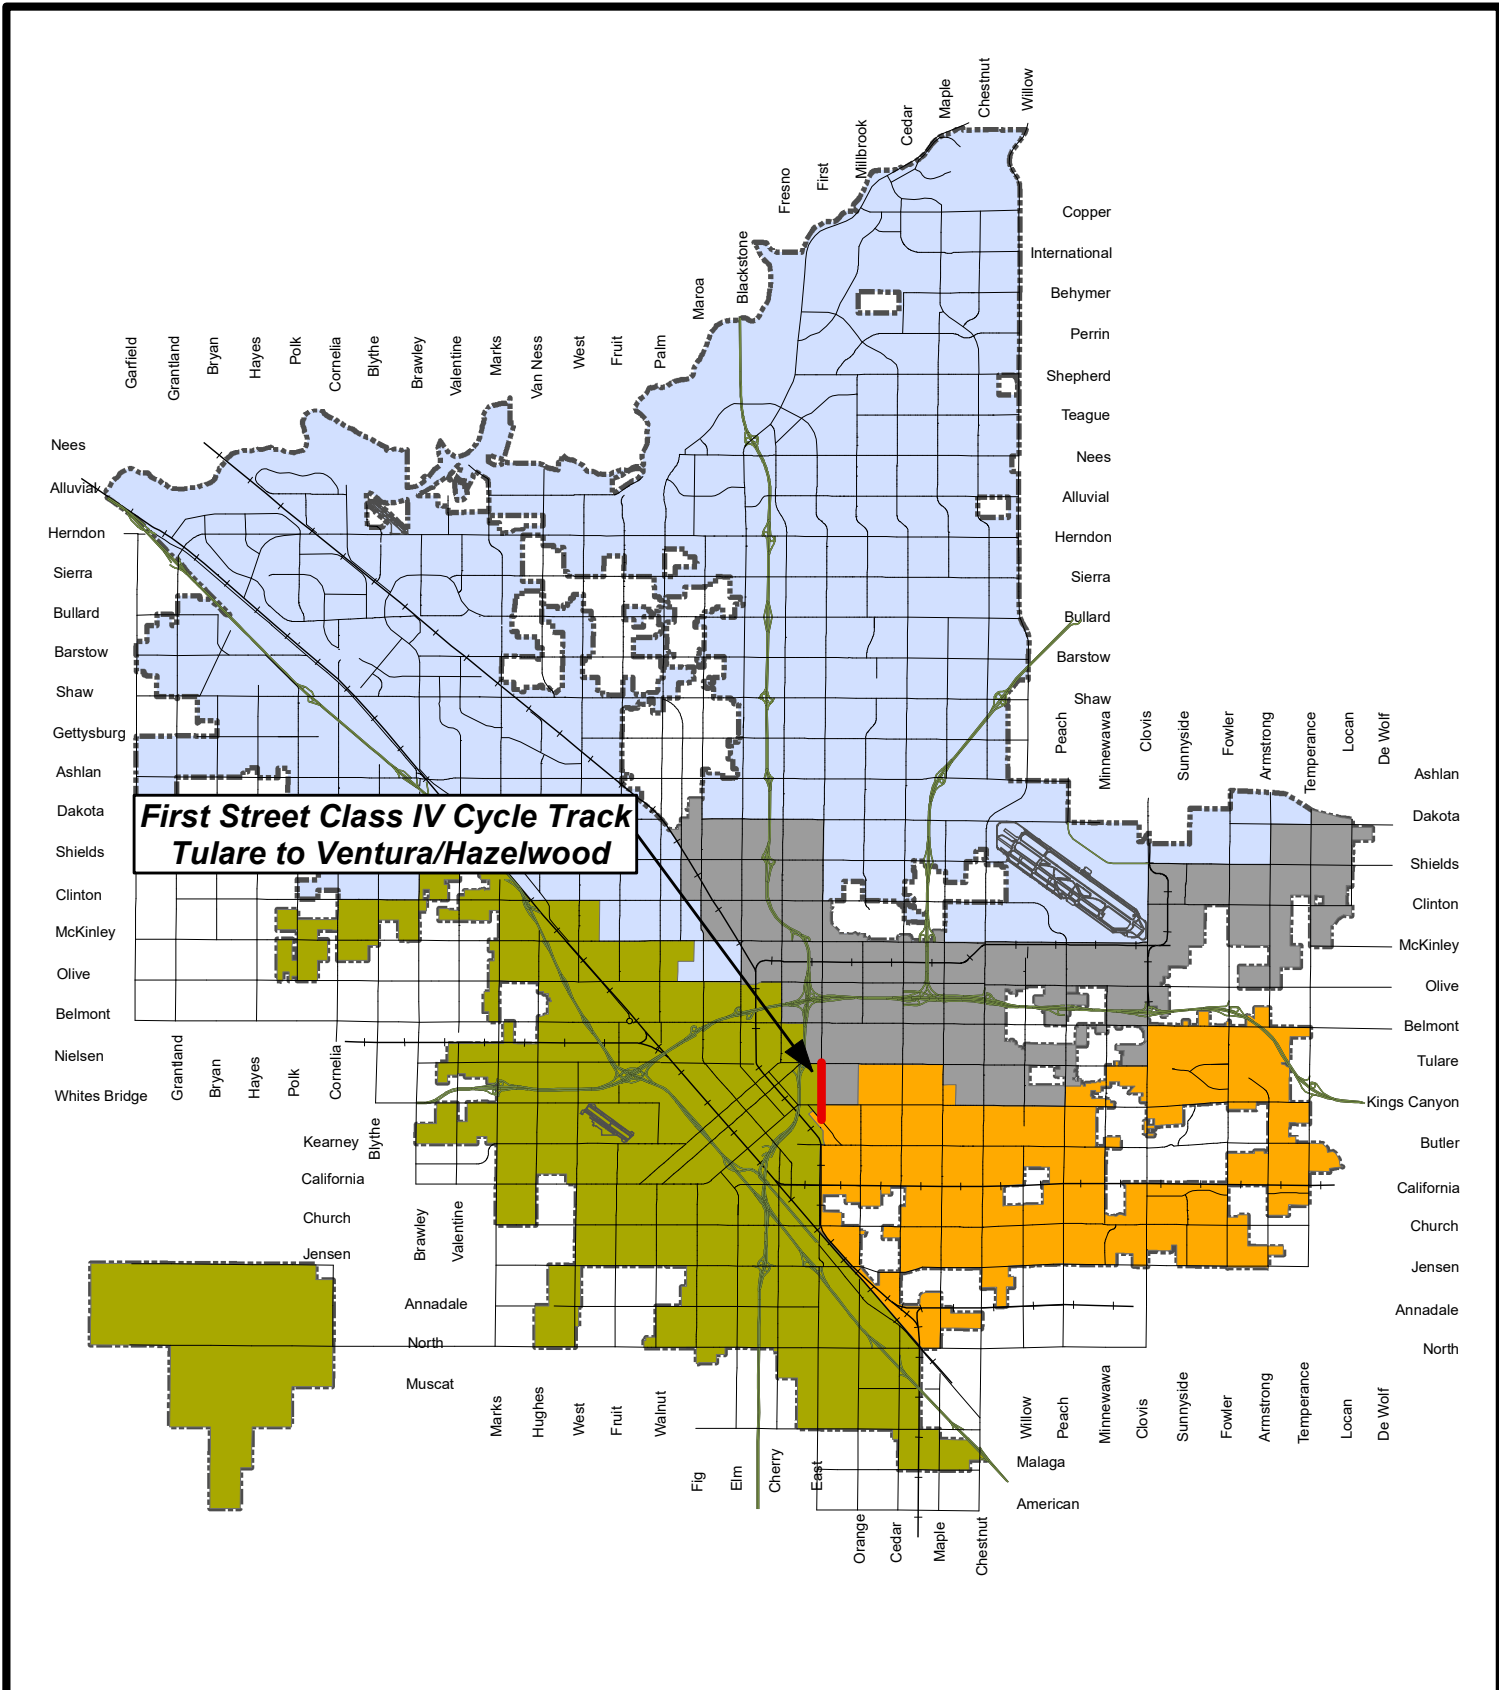 Willow
Chestnut
Maple
Cedar
Millbrook
First
Fresno
Blackstone
Maroa
Palm
Fruit
West
Van Ness
Marks
Valentine
Brawley
Blythe
Cornelia
Polk
Hayes
Bryan
Grantland
Garfield
Copper
International
Behymer
Perrin
Shepherd
Teague
Nees
Alluvial
Herndon
Sierra
Bullard
Barstow
Shaw
Nees
Alluvial
Herndon
Sierra
Bullard
Barstow
Shaw
Gettysburg
Ashlan
Dakota
Shields
Clinton
McKinley
Olive
Belmont
Nielsen
Whites Bridge
Peach
Minnewawa
Clovis
Sunnyside
Fowler
Armstrong
Temperance
Locan
De Wolf
Ashlan
Dakota
Shields
Clinton
McKinley
Olive
Belmont
Tulare
Kings Canyon
Butler
California
Church
Jensen
Annadale
North
First Street Class IV Cycle Track
Tulare to Ventura/Hazelwood
Grantland
Bryan
Hayes
Polk
Cornelia
Blythe
Kearney
California
Church
Jensen
Brawley
Valentine
Annadale
North
Muscat
Marks
Hughes
West
Fruit
Walnut
Fig
Elm
Cherry
East
Orange
Cedar
Maple
Chestnut
Willow
Peach
Minnewawa
Clovis
Sunnyside
Fowler
Armstrong
Temperance
Locan
De Wolf
Malaga
American